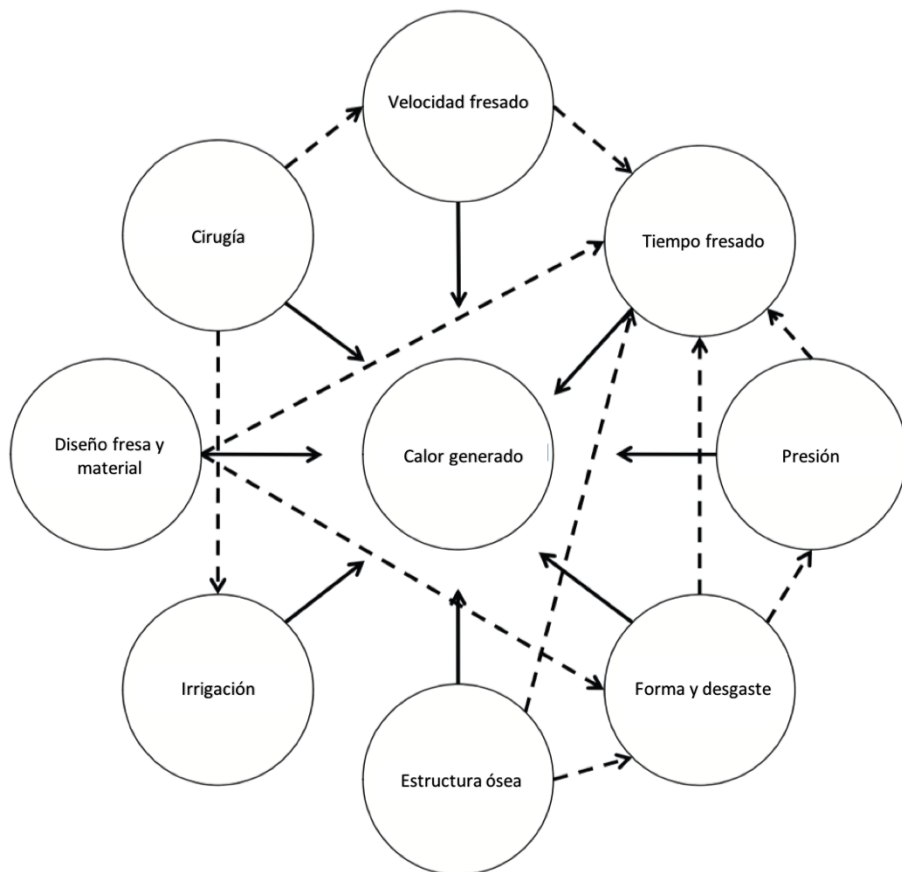 Velocidad fresado
Cirugía
Tiempo fresado
Diseño fresa y
material
Calor generado
Presión
Irrigación
Forma y desgaste
Estructura ósea